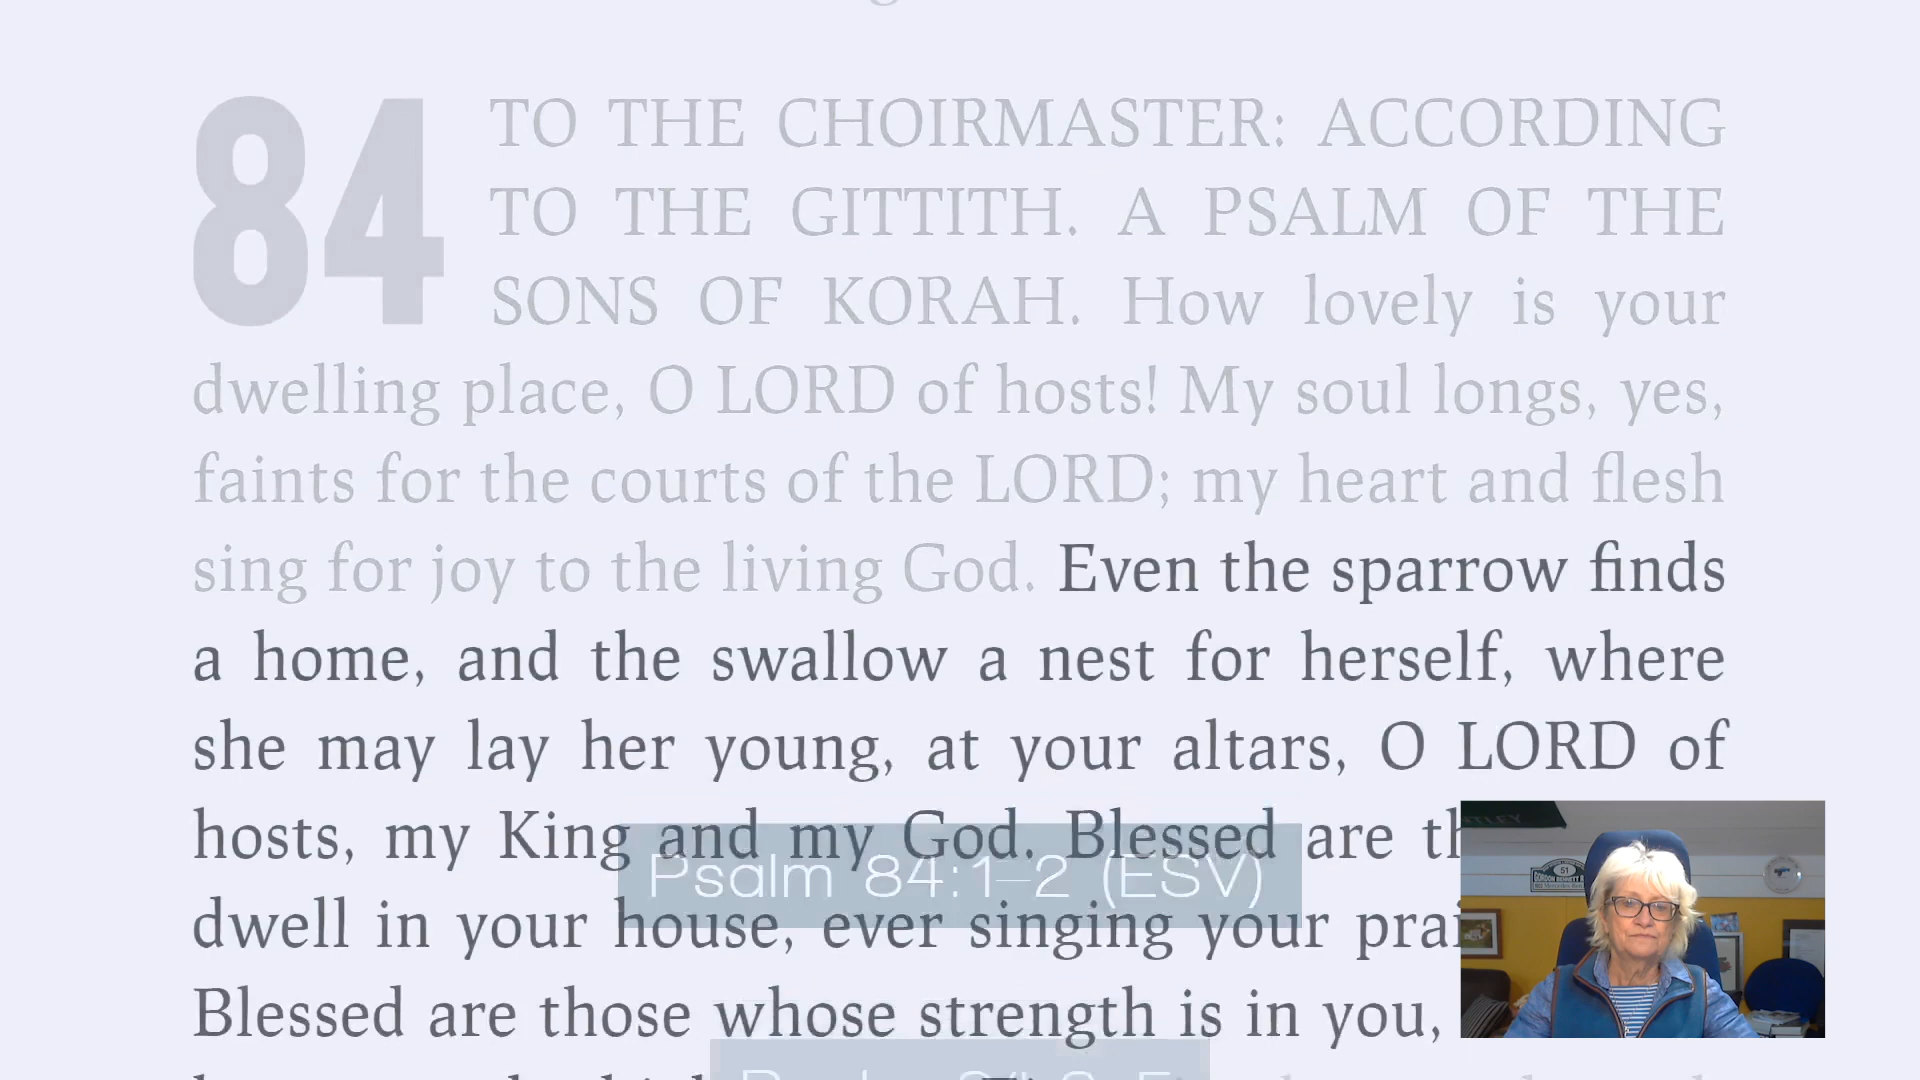 84
TO THE CHOIRMASTER: ACCORDING
TO THE GITTITH. A PSALM OF THE
SONS OF KORAH. How lovely is your
dwelling place, O LORD of hosts! My soul longs, yes,
faints for the courts of the LORD; my heart and flesh
sing for joy to the living God. Even the sparrow finds
a home, and the swallow a nest for herself, where
she may lay her young, at your altars, O LORD of
hosts, my King and my God. Blessed are
Psalm 84:1–2 (ESV)
dwell in your house, ever singing your
Blessed are those whose strength is in you,
51
GORDON BENNETT